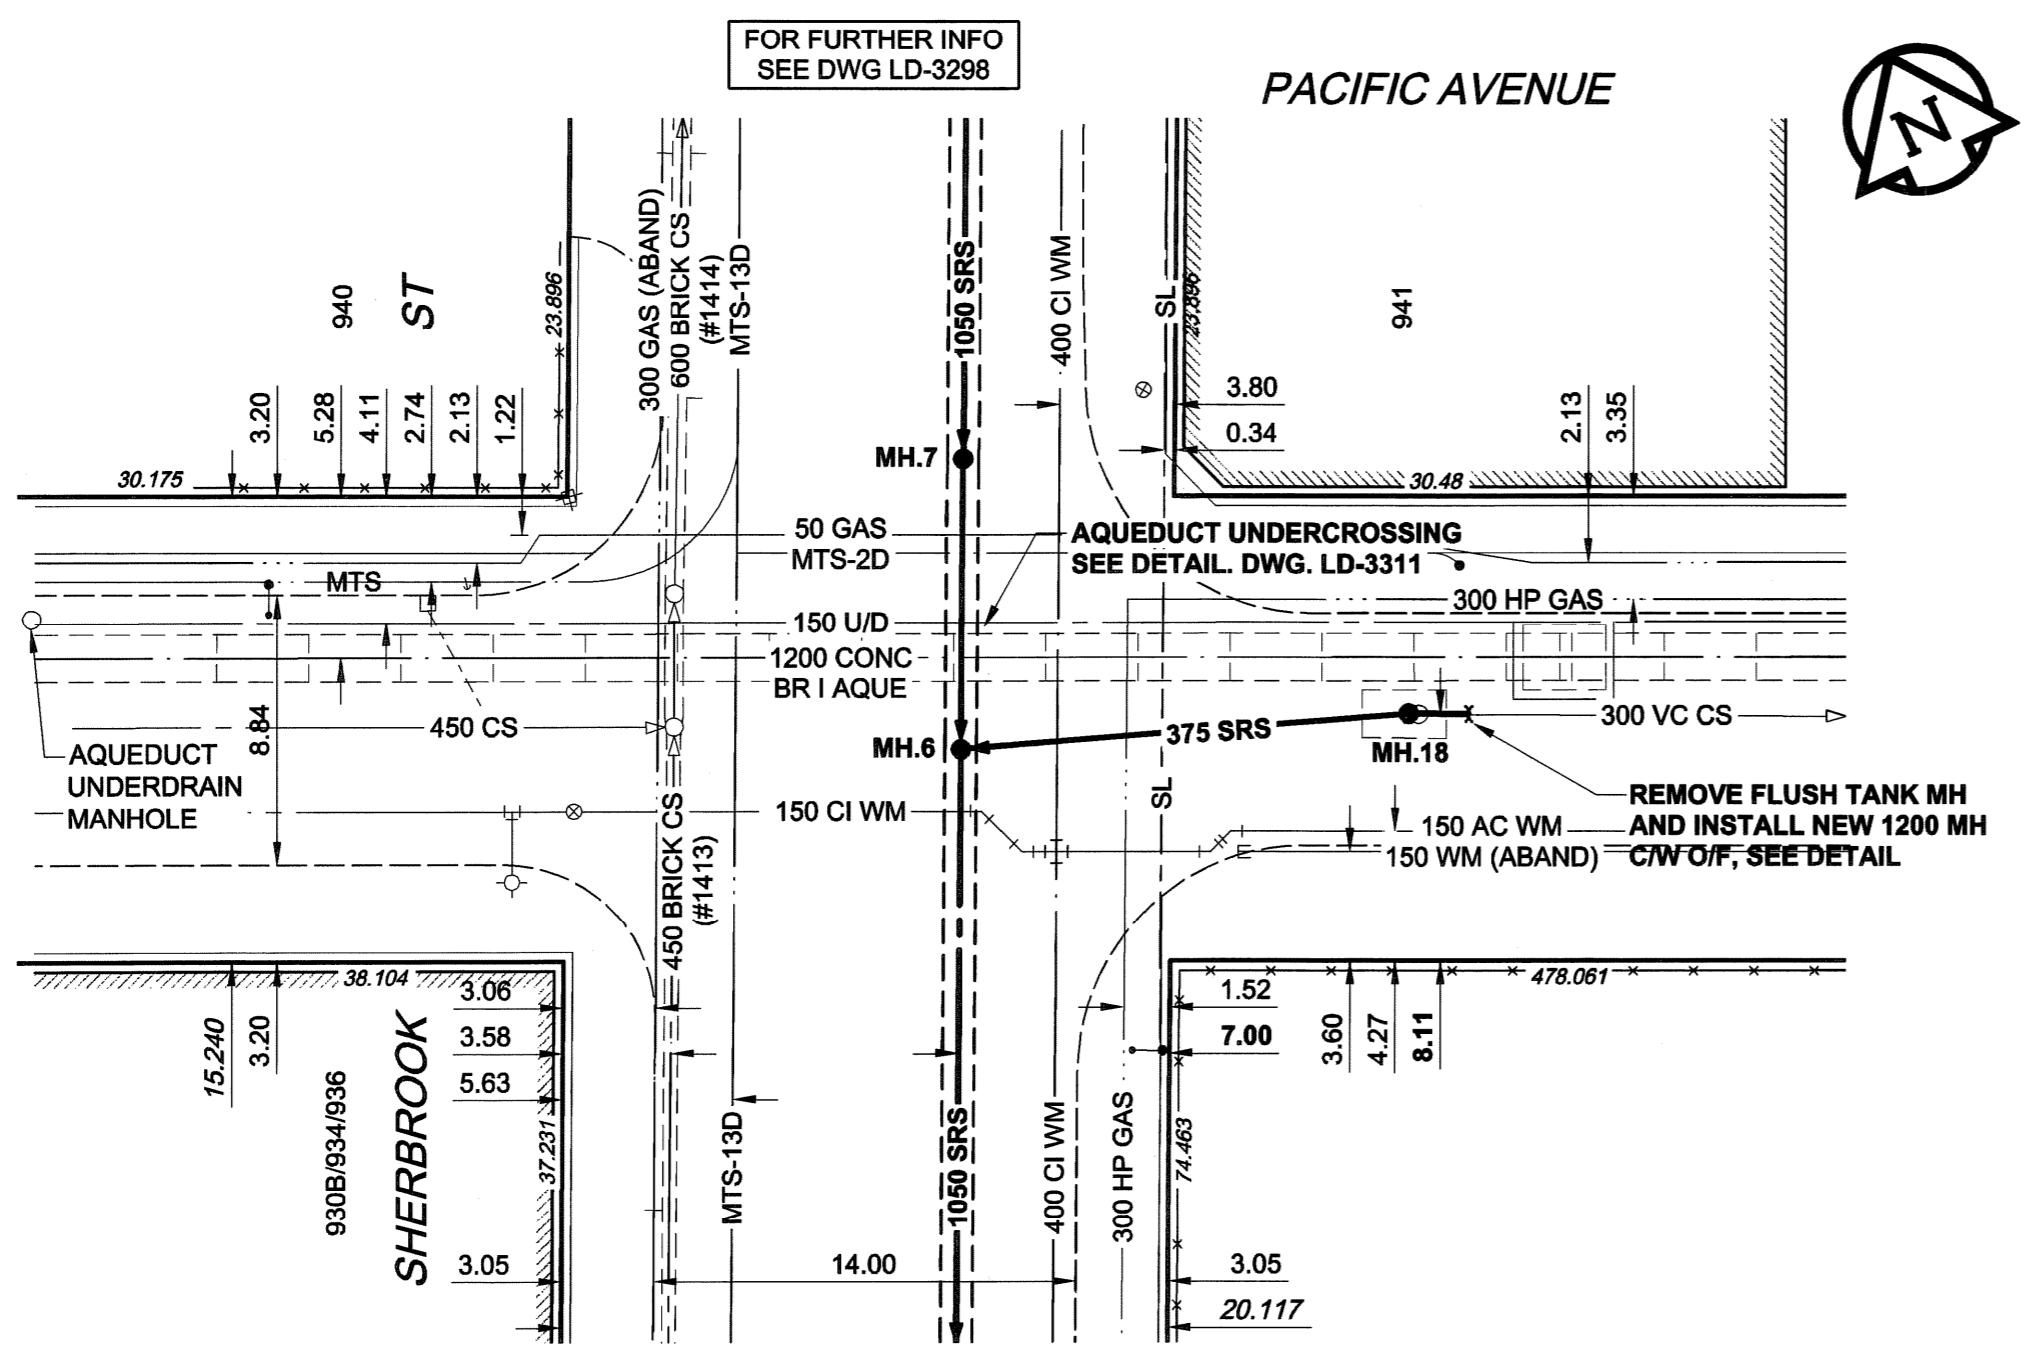 FOR FURTHER INFO
SEE DWG LD-3298
PACIFIC AVENUE
N
940
ST
23.896
300 GAS (ABAND)
600 BRICK CS
(#1414)
MTS-13D
1050 SRS
400 CI WM
SL
23.896
941
3.20
5.28
4.11
2.74
2.13
1.22
3.80
0.34
2.13
3.35
MH.7
30.175
30.48
50 GAS
MTS-2D
AQUEDUCT UNDERCROSSING
SEE DETAIL. DWG. LD-3311
MTS
300 HP GAS
150 U/D
1200 CONC
BR I AQUE
8.84
450 CS
MH.6
375 SRS
MH.18
300 VC CS
AQUEDUCT
UNDERDRAIN
MANHOLE
150 CI WM
SL
REMOVE FLUSH TANK MH
AND INSTALL NEW 1200 MH
C/W O/F, SEE DETAIL
150 AC WM
150 WM (ABAND)
450 BRICK CS
(#1413)
38.104
478.061
15.240
3.20
3.06
3.58
5.63
1.52
7.00
3.60
4.27
8.11
930B/934/936
SHERBROOK
37.231
MTS-13D
1050 SRS
400 CI WM
300 HP GAS
74.463
3.05
14.00
3.05
20.117